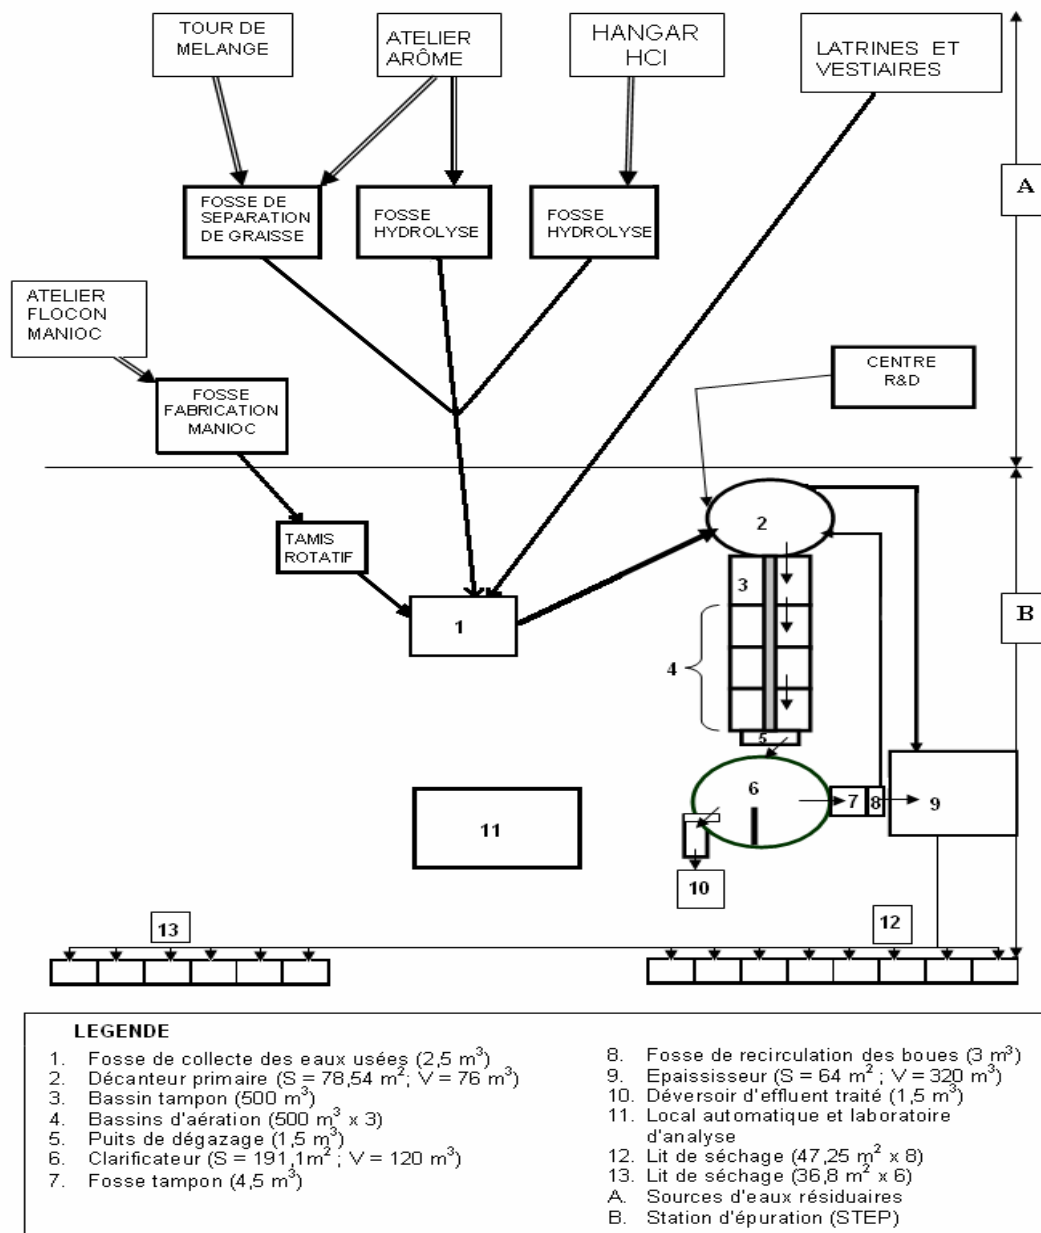 TOUR DE
MELANGE
ATELIER
ARÔME
HANGAR
HCl
LATRINES ET
VESTIAIRES
A
FOSSE DE
SEPARATION
DE GRAISSE
FOSSE
HYDROLYSE
FOSSE
HYDROLYSE
ATELIER
FLOCON
MANIOC
CENTRE
R&D
FOSSE
FABRICATION
MANIOC
2
TAMIS
ROTATIF
3
1
B
4
5
6
7
8
9
11
10
13
12
LEGENDE
1. Fosse de collecte des eaux usées (2,5 m³)
2. Décanteur primaire (S = 78,54 m²; V = 76 m³)
3. Bassin tampon (500 m³)
4. Bassins d'aération (500 m³ x 3)
5. Puits de dégazage (1,5 m³)
6. Clarificateur (S = 191,1m² ; V = 120 m³)
7. Fosse tampon (4,5 m³)
8. Fosse de recirculation des boues (3 m³)
9. Epaississeur (S = 64 m² ; V = 320 m³)
10. Déversoir d'effluent traité (1,5 m³)
11. Local automatique et laboratoire
d'analyse
12. Lit de séchage (47,25 m² x 8)
13. Lit de séchage (36,8 m² x 6)
A. Sources d'eaux résiduaires
B. Station d'épuration (STEP)